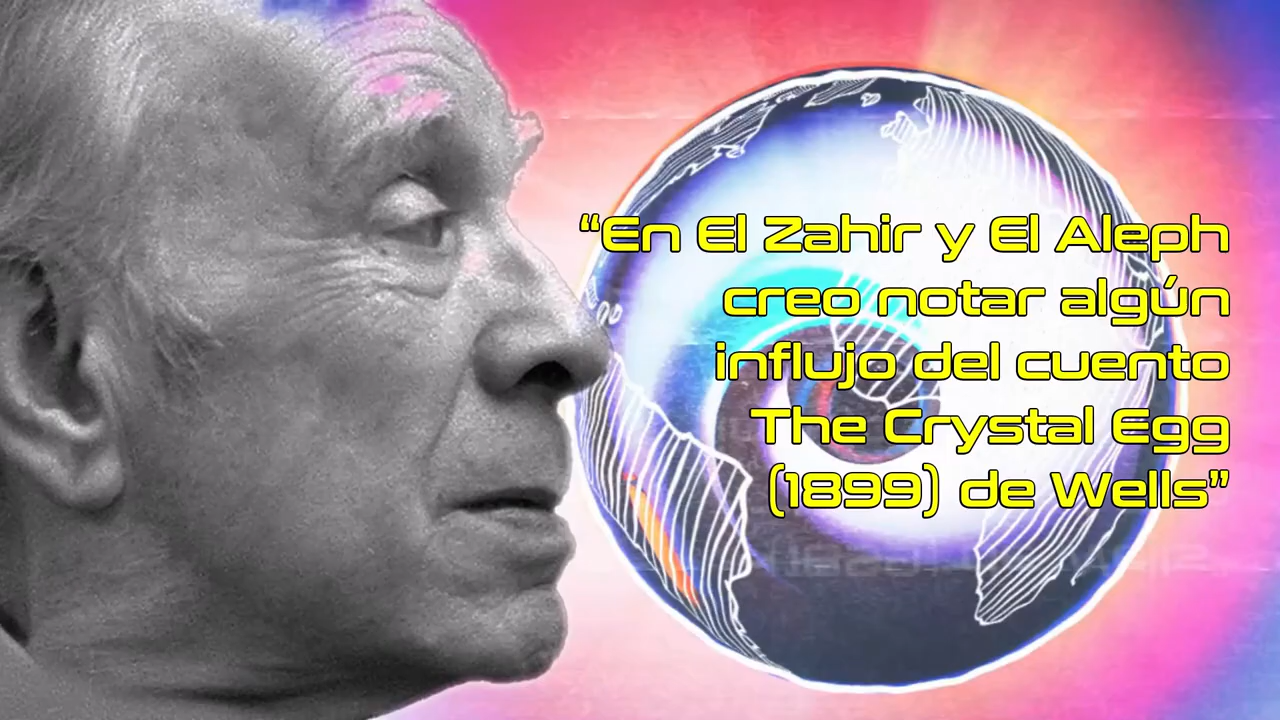 “En El Zahir y El Aleph
creo notar algún
influjo del cuento
The Crystal Egg
(1899) de Wells”